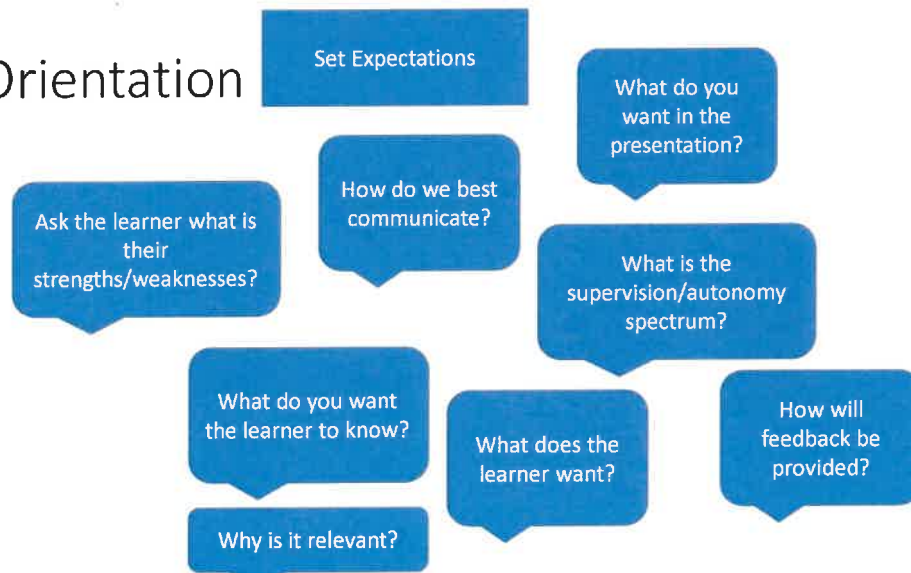 Orientation
Set Expectations
What do you
want in the
presentation?
How do we best
communicate?
Ask the learner what is
their
strengths/weaknesses?
What is the
supervision/autonomy
spectrum?
What do you want
the learner to know?
What does the
learner want?
How will
feedback be
provided?
Why is it relevant?